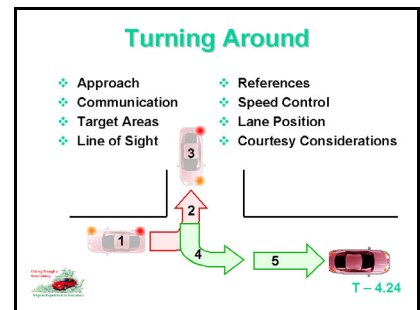 Turning Around
Approach
Communication
Target Areas
Line of Sight
References
Speed Control
Lane Position
Courtesy Considerations
3
2
1
4
5
T – 4.24